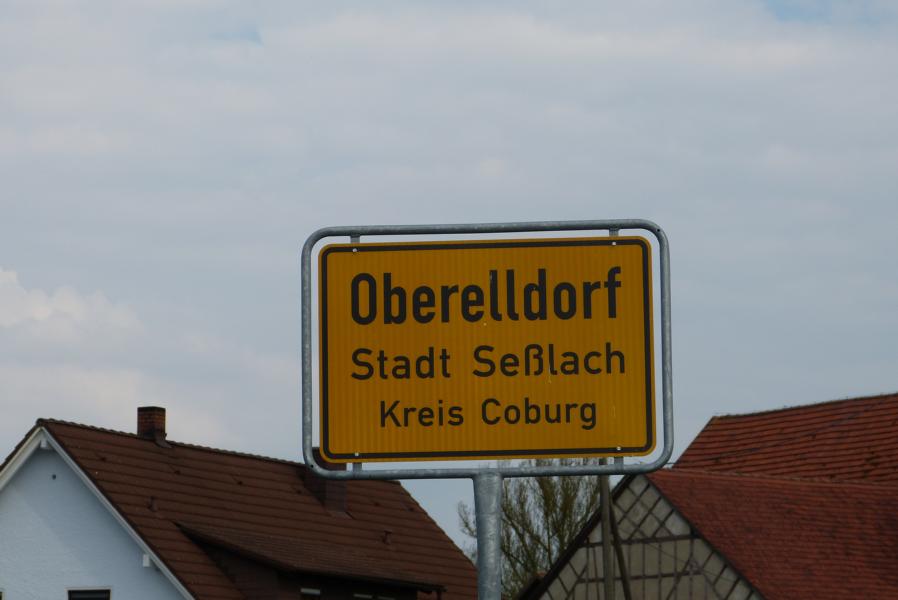 Oberelldorf
Stadt Seßlach
Kreis Coburg